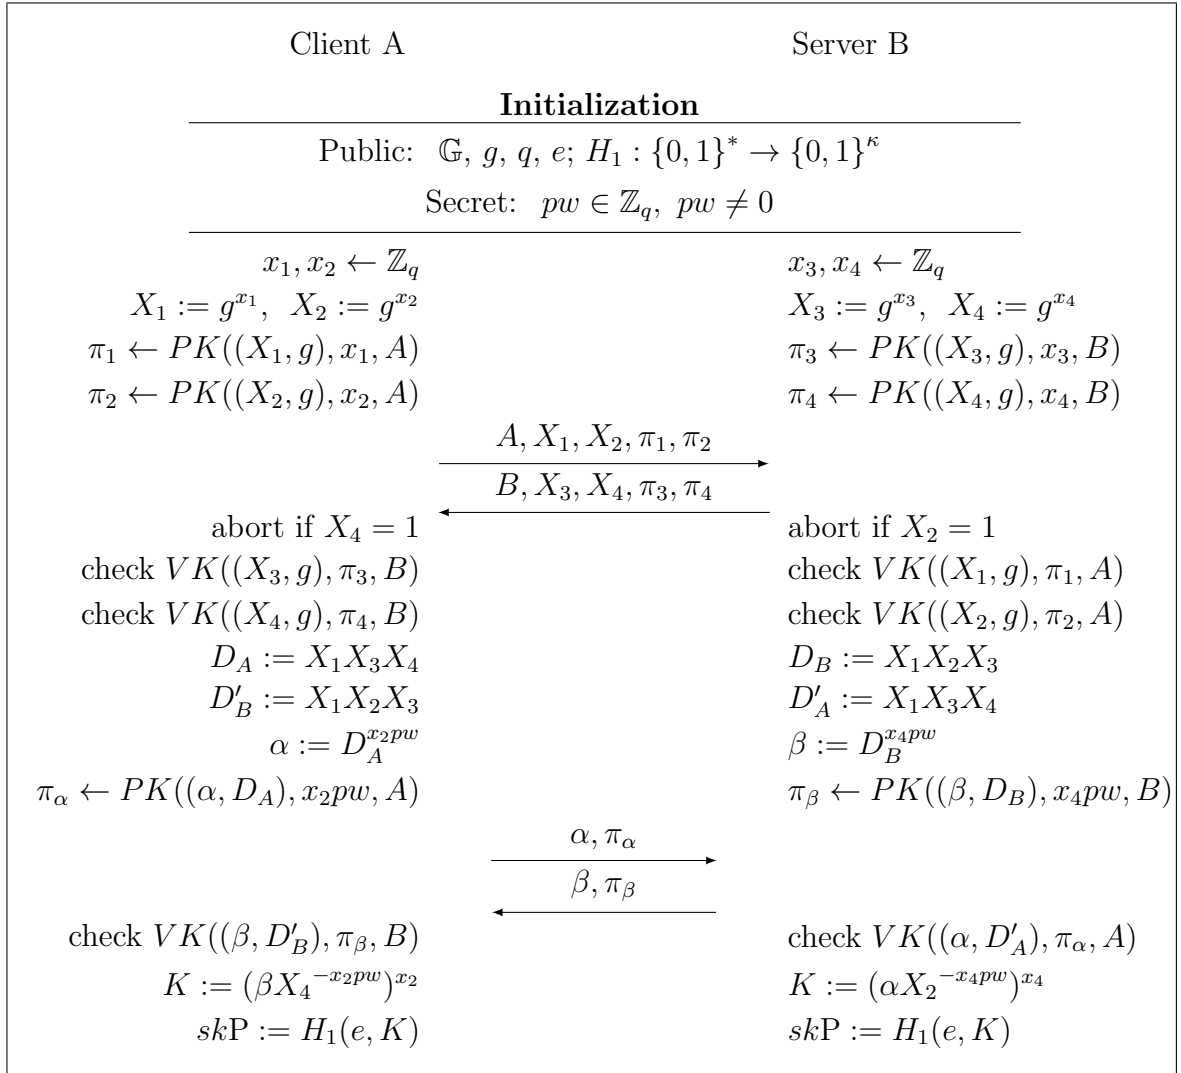 Client A Server B
Initialization
Public: 𝔾, g, q, e; H₁ : {0, 1}* → {0, 1}^κ
Secret: pw ∈ ℤ_q, pw ≠ 0
x₁, x₂ ← ℤ_q x₃, x₄ ← ℤ_q
X₁ := g^{x₁}, X₂ := g^{x₂} X₃ := g^{x₃}, X₄ := g^{x₄}
π₁ ← PK((X₁, g), x₁, A) π₃ ← PK((X₃, g), x₃, B)
π₂ ← PK((X₂, g), x₂, A) π₄ ← PK((X₄, g), x₄, B)
A, X₁, X₂, π₁, π₂
B, X₃, X₄, π₃, π₄
abort if X₄ = 1 abort if X₂ = 1
check VK((X₃, g), π₃, B) check VK((X₁, g), π₁, A)
check VK((X₄, g), π₄, B) check VK((X₂, g), π₂, A)
D_A := X₁X₃X₄ D_B := X₁X₂X₃
D′_B := X₁X₂X₃ D′_A := X₁X₃X₄
α := D_A^{x₂pw} β := D_B^{x₄pw}
π_α ← PK((α, D_A), x₂pw, A) π_β ← PK((β, D_B), x₄pw, B)
α, π_α
β, π_β
check VK((β, D′_B), π_β, B) check VK((α, D′_A), π_α, A)
K := (βX₄^{−x₂pw})^{x₂} K := (αX₂^{−x₄pw})^{x₄}
skP := H₁(e, K) skP := H₁(e, K)